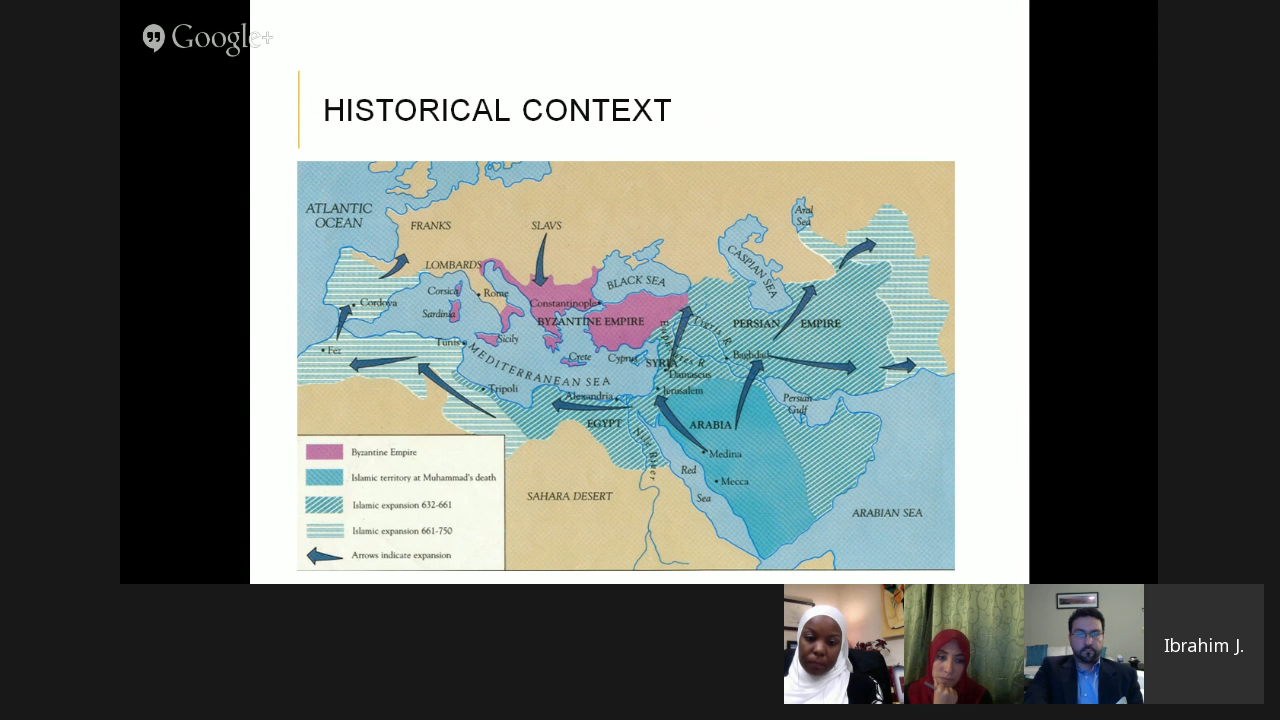 Google+
HISTORICAL CONTEXT
ATLANTIC
OCEAN
FRANKS
SLAVS
Aral
Sea
LOMBARDS
CASPIAN SEA
BLACK SEA
Corsica
Rome
Cordova
Constantinople
Sardinia
BYZANTINE EMPIRE
PERSIAN EMPIRE
Tigris R.
Euphrates R.
Fez
Tunis
Sicily
MEDITERRANEAN SEA
Crete
Cyprus
SYRIA
Baghdad
Damascus
Tripoli
Jerusalem
Alexandria
Persian
Gulf
EGYPT
ARABIA
Nile River
Medina
Red
Sea
Mecca
SAHARA DESERT
ARABIAN SEA
Byzantine Empire
Islamic territory at Muhammad's death
Islamic expansion 632-661
Islamic expansion 661-750
Arrows indicate expansion
Ibrahim J.